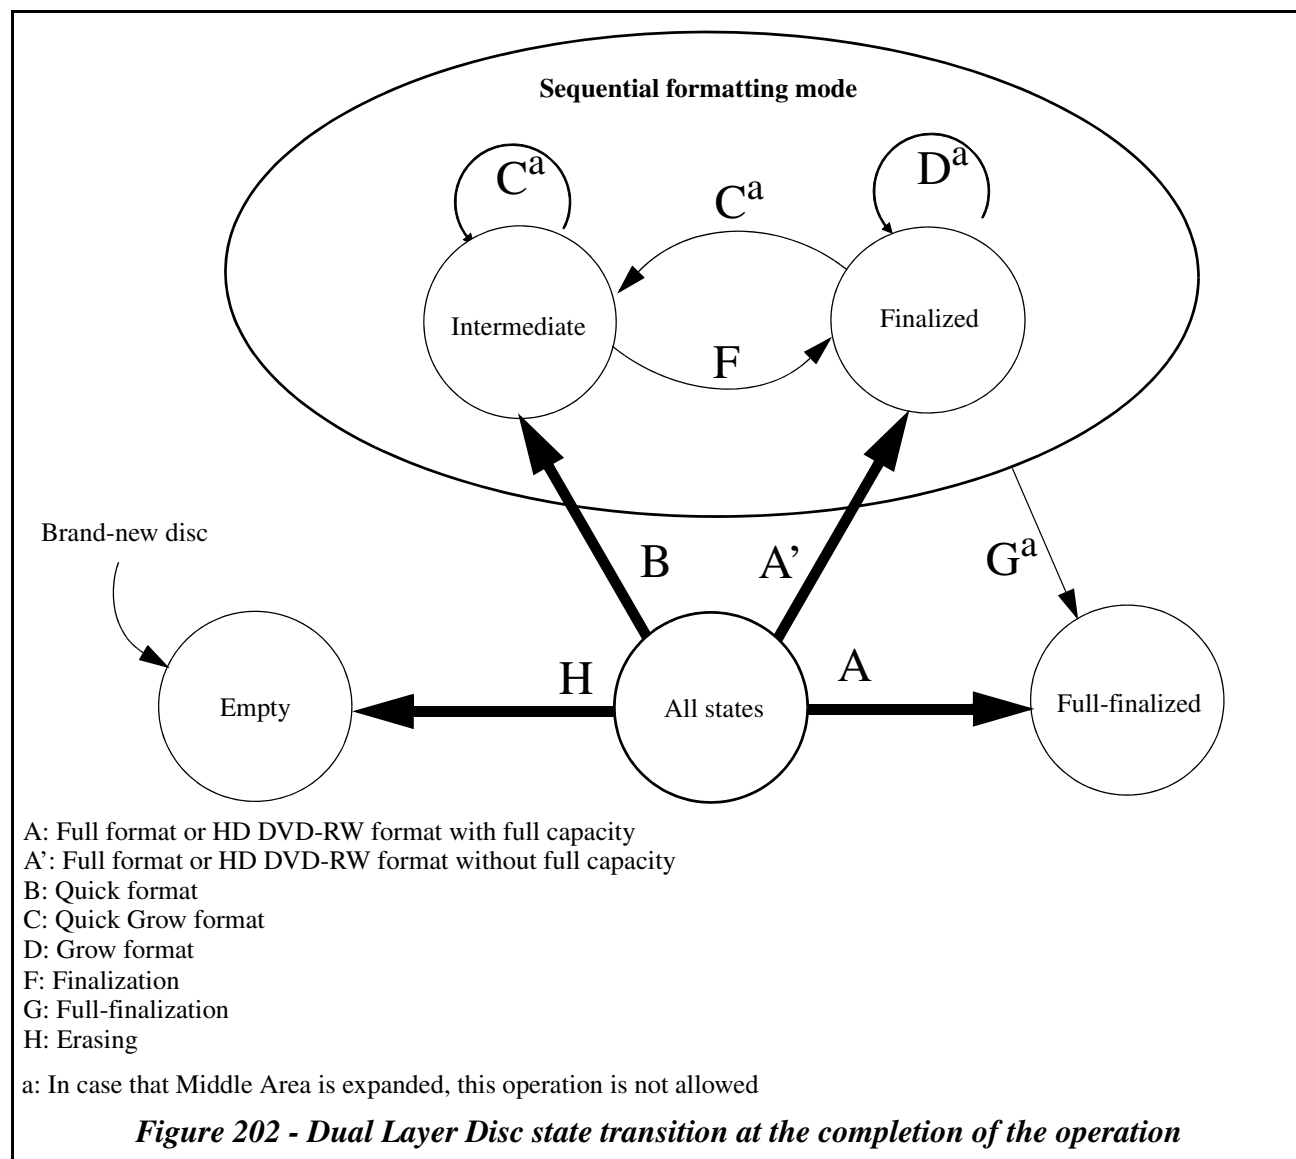 Sequential formatting mode
Cᵃ
Cᵃ
Dᵃ
Intermediate
Finalized
F
Brand-new disc
B
A’
Gᵃ
H
A
Empty
All states
Full-finalized
A: Full format or HD DVD-RW format with full capacity
A’: Full format or HD DVD-RW format without full capacity
B: Quick format
C: Quick Grow format
D: Grow format
F: Finalization
G: Full-finalization
H: Erasing
a: In case that Middle Area is expanded, this operation is not allowed
Figure 202 - Dual Layer Disc state transition at the completion of the operation